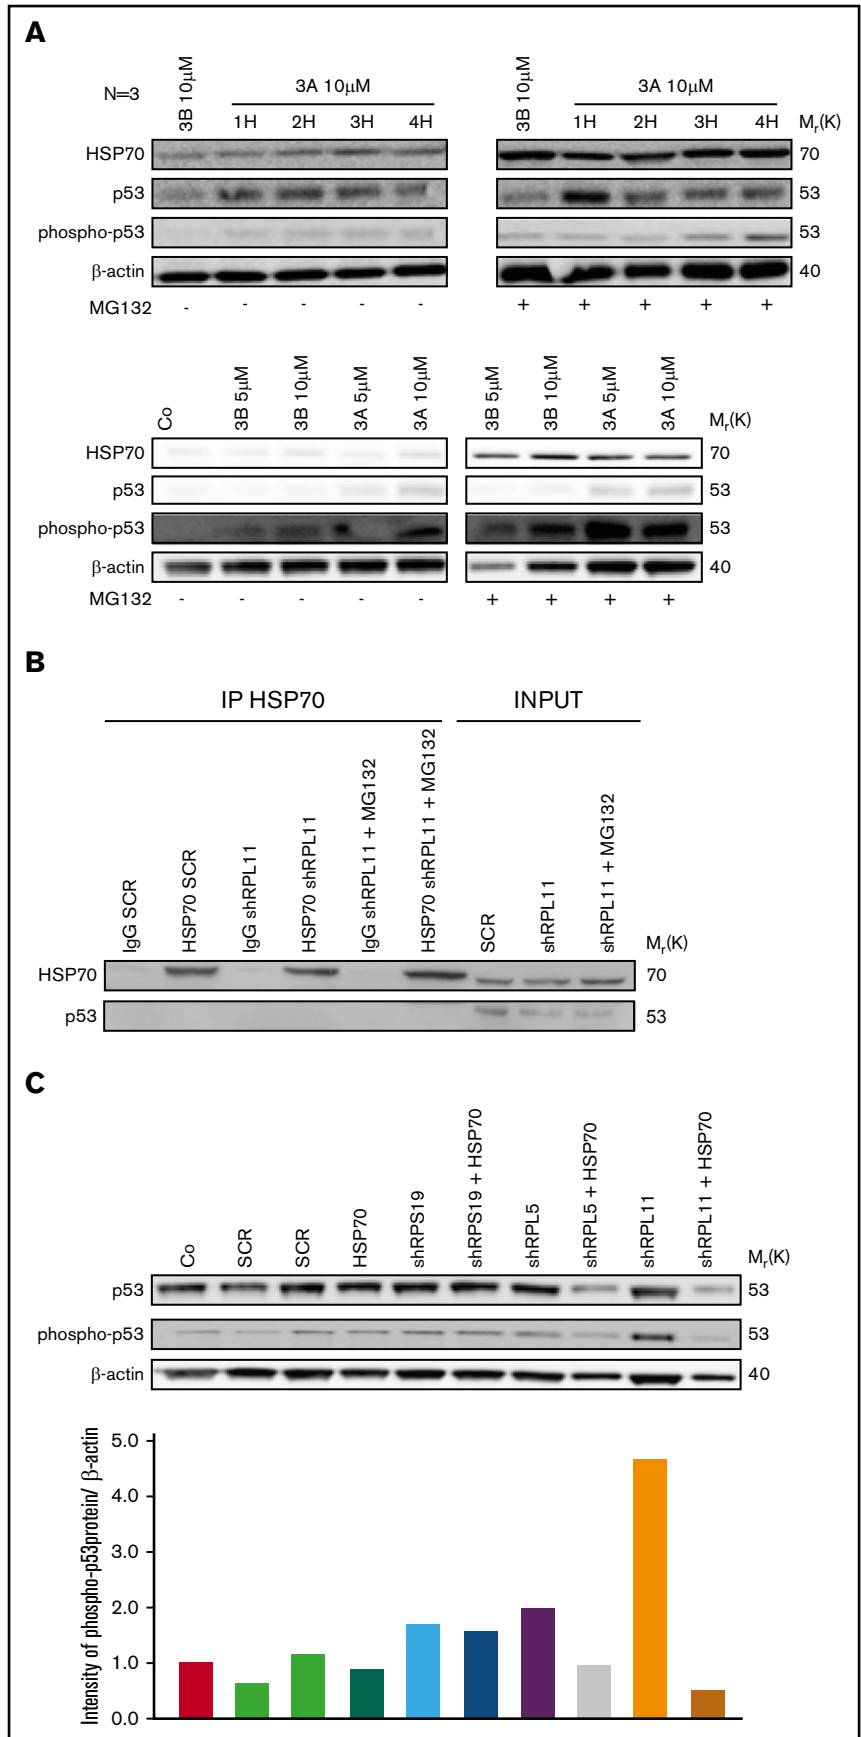 A
N=3
3B 10μM
3A 10μM
1H 2H 3H 4H
3B 10μM
3A 10μM
1H 2H 3H 4H
Mr(K)
HSP70 70
p53 53
phospho-p53 53
β-actin 40
MG132 - - - - - + + + + +
Co 3B 5μM 3B 10μM 3A 5μM 3A 10μM 3B 5μM 3B 10μM 3A 5μM 3A 10μM Mr(K)
HSP70 70
p53 53
phospho-p53 53
β-actin 40
MG132 - - - - - + + + +
B
IP HSP70 INPUT
IgG SCR
HSP70 SCR
IgG shRPL11
HSP70 shRPL11
IgG shRPL11 + MG132
HSP70 shRPL11 + MG132
SCR
shRPL11
shRPL11 + MG132
Mr(K)
HSP70 70
p53 53
C
Co
SCR
SCR
HSP70
shRPS19
shRPS19 + HSP70
shRPL5
shRPL5 + HSP70
shRPL11
shRPL11 + HSP70
Mr(K)
p53 53
phospho-p53 53
β-actin 40
Intensity of phospho-p53protein/ β-actin
5.0
4.0
3.0
2.0
1.0
0.0